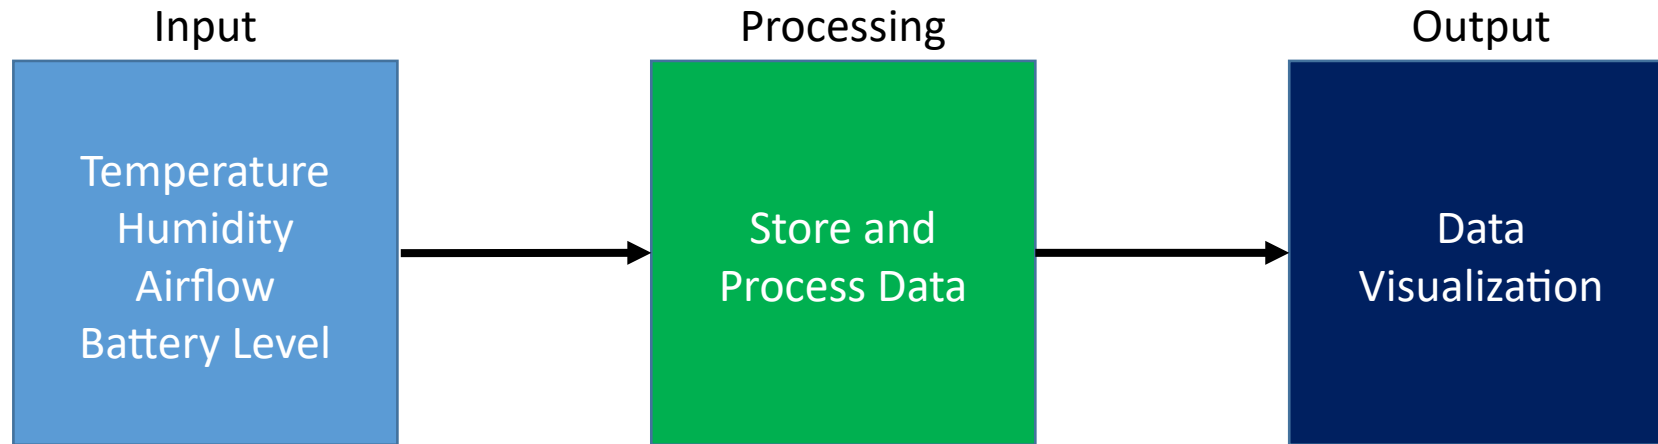 Input
Temperature
Humidity
Airflow
Battery Level
Processing
Store and
Process Data
Output
Data
Visualization